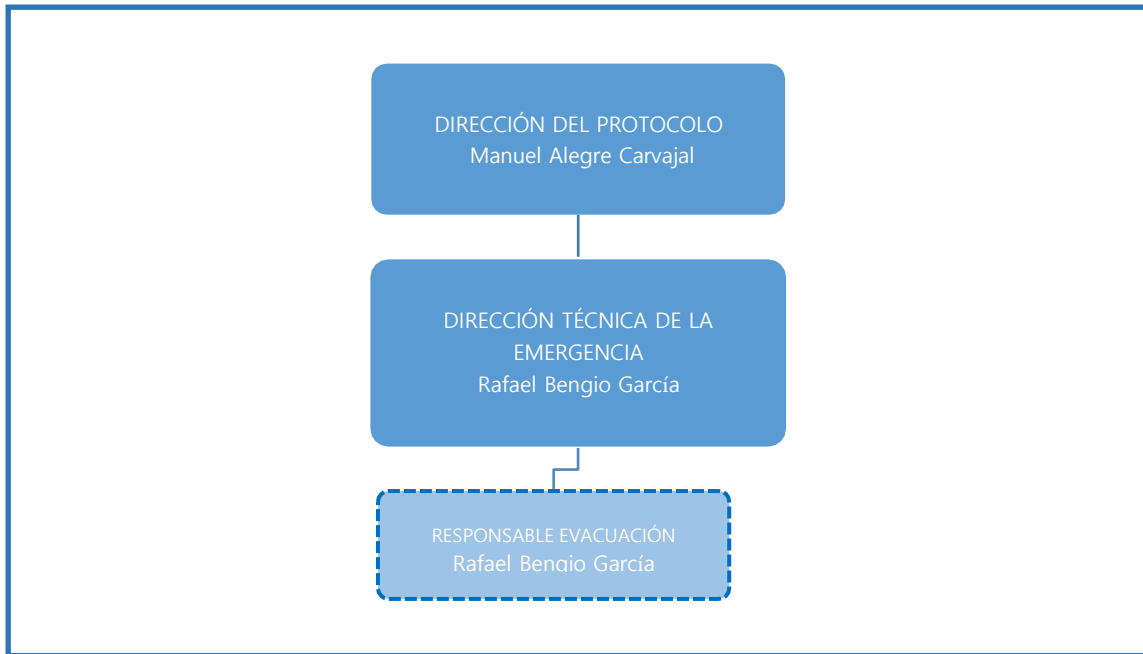 DIRECCIÓN DEL PROTOCOLO
Manuel Alegre Carvajal
DIRECCIÓN TÉCNICA DE LA
EMERGENCIA
Rafael Bengio García
RESPONSABLE EVACUACIÓN
Rafael Bengio García